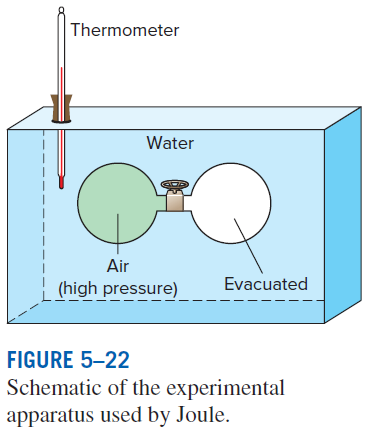 Thermometer
Water
Air
(high pressure)
Evacuated
FIGURE 5–22
Schematic of the experimental
apparatus used by Joule.